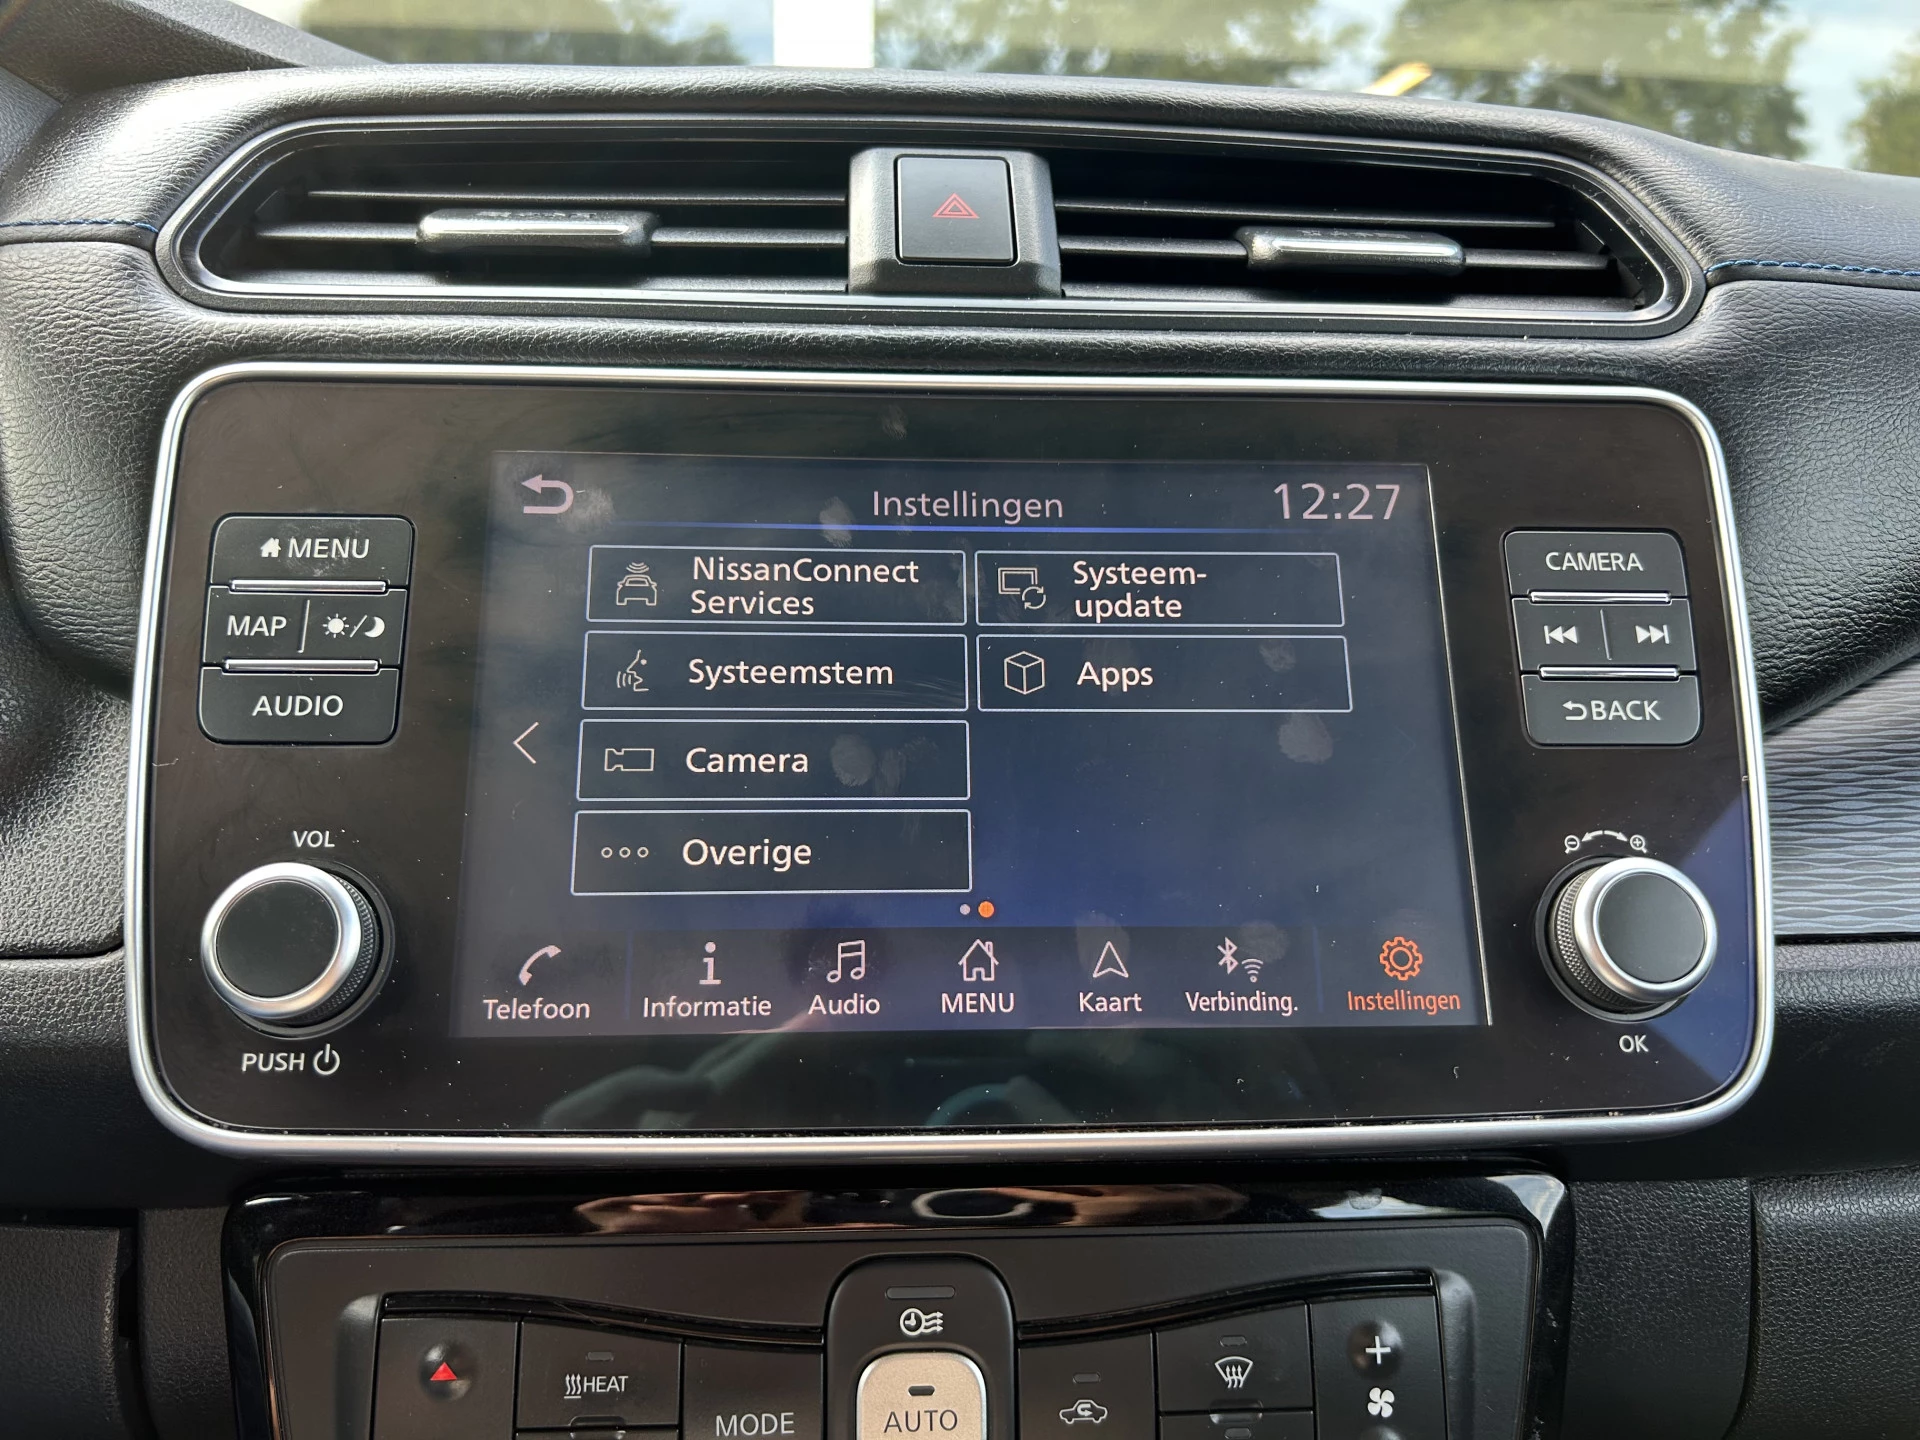 Instellingen
12:27
MENU
MAP
AUDIO
NissanConnect
Services
Systeem-
update
Systeemstem
Apps
Camera
Overige
CAMERA
BACK
VOL
PUSH
OK
Telefoon
Informatie
Audio
MENU
Kaart
Verbinding.
Instellingen
HEAT
MODE
AUTO